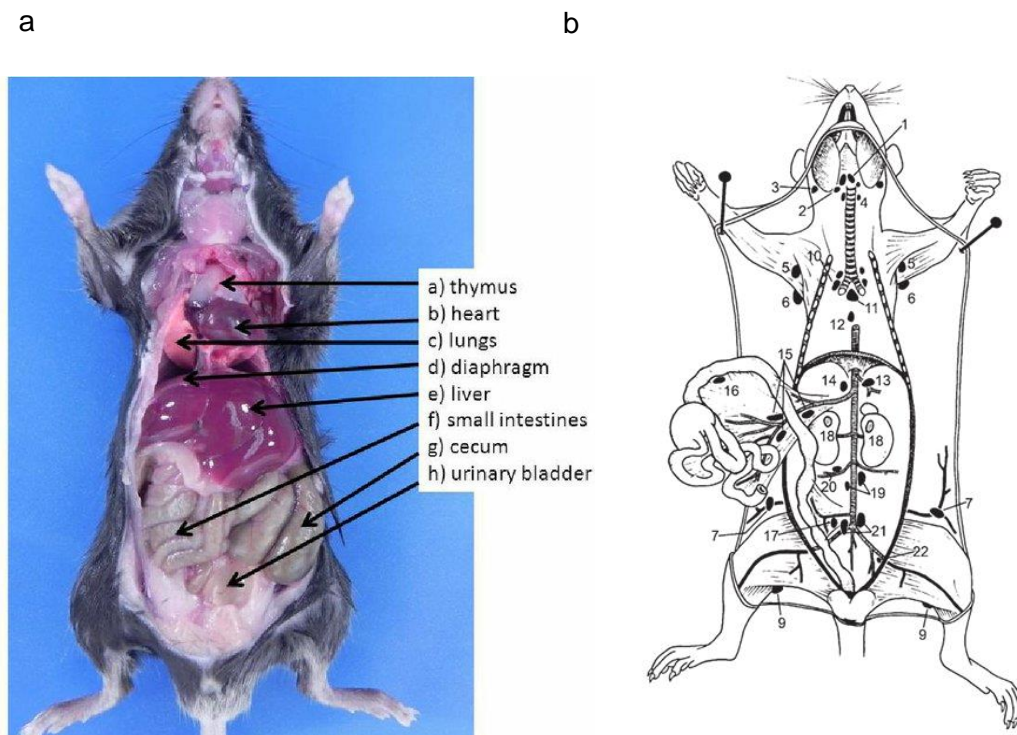 a
b
a) thymus
b) heart
c) lungs
d) diaphragm
e) liver
f) small intestines
g) cecum
h) urinary bladder
1
3
2
4
10
5
5
6
6
11
12
15
16
14
13
18
18
20
19
7
7
17
21
22
9
9